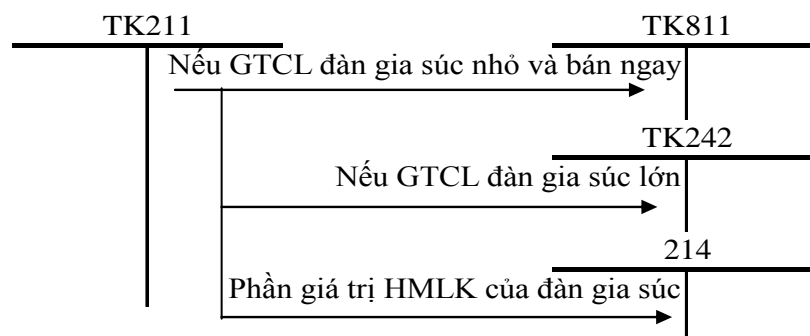 TK211
TK811
Nếu GTCL đàn gia súc nhỏ và bán ngay
TK242
Nếu GTCL đàn gia súc lớn
214
Phần giá trị HMLK của đàn gia súc